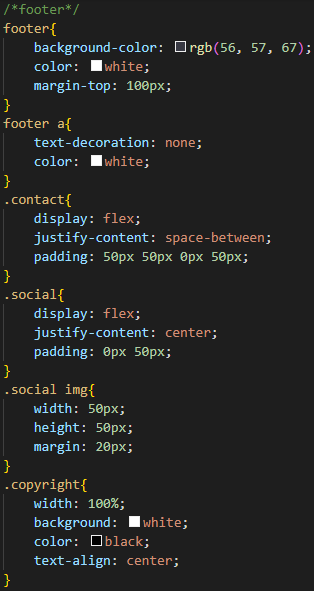 /*footer*/
footer{
    background-color: rgb(56, 57, 67);
    color: white;
    margin-top: 100px;
}
footer a{
    text-decoration: none;
    color: white;
}
.contact{
    display: flex;
    justify-content: space-between;
    padding: 50px 50px 0px 50px;
}
.social{
    display: flex;
    justify-content: center;
    padding: 0px 50px;
}
.social img{
    width: 50px;
    height: 50px;
    margin: 20px;
}
.copyright{
    width: 100%;
    background: white;
    color: black;
    text-align: center;
}